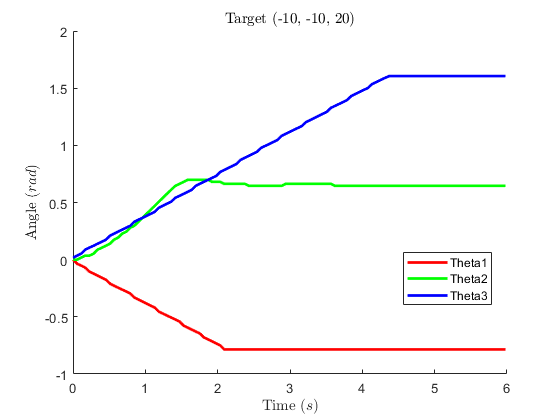 Target (-10, -10, 20)
2
1.5
1
0.5
0
-0.5
-1
Angle (rad)
Theta1
Theta2
Theta3
0 1 2 3 4 5 6
Time (s)